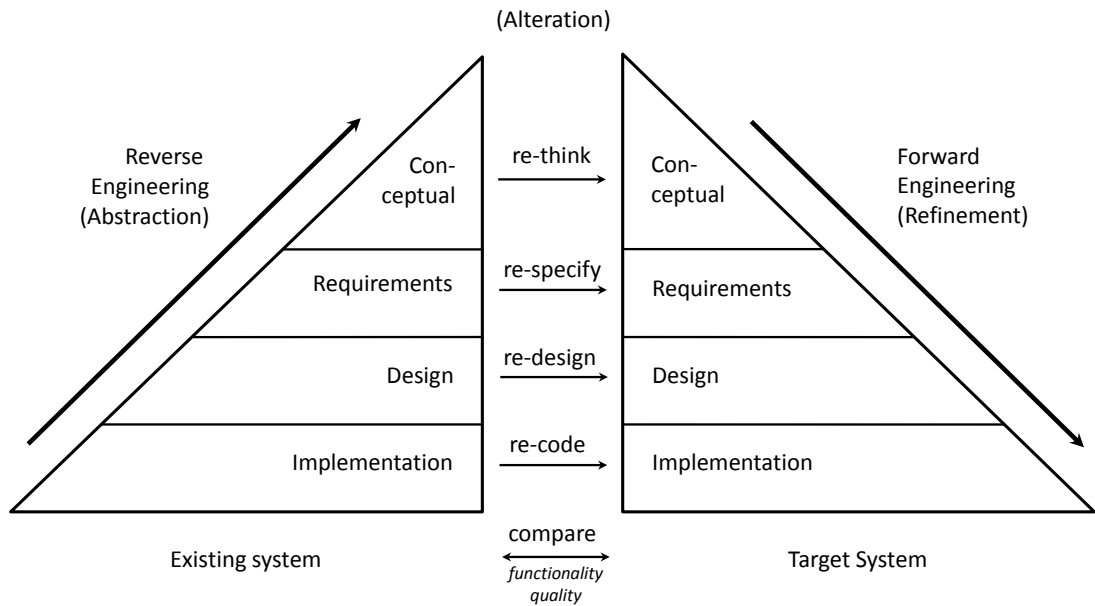 (Alteration)
Reverse
Engineering
(Abstraction)
Con-
ceptual
re-think
Con-
ceptual
Forward
Engineering
(Refinement)
Requirements
re-specify
Requirements
Design
re-design
Design
Implementation
re-code
Implementation
Existing system
compare
functionality
quality
Target System